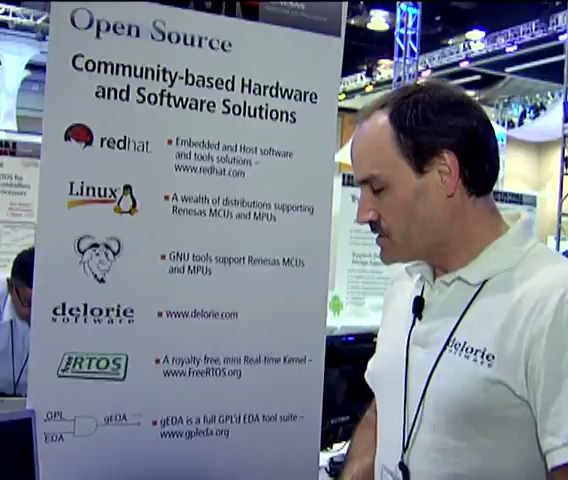 Open Source
Community-based Hardware
and Software Solutions
redhat
Embedded and Host software
and tools solutions –
www.redhat.com
Linux
A wealth of distributions supporting
Renesas MCUs and MPUs
GNU tools support Renesas MCUs
and MPUs
delorie
software
www.delorie.com
RTOS
A royalty-free, mini Real-time Kernel –
www.FreeRTOS.org
GPL
EDA
gEDA
gEDA is a full GPL'd EDA tool suite –
www.gpleda.org
delorie
software